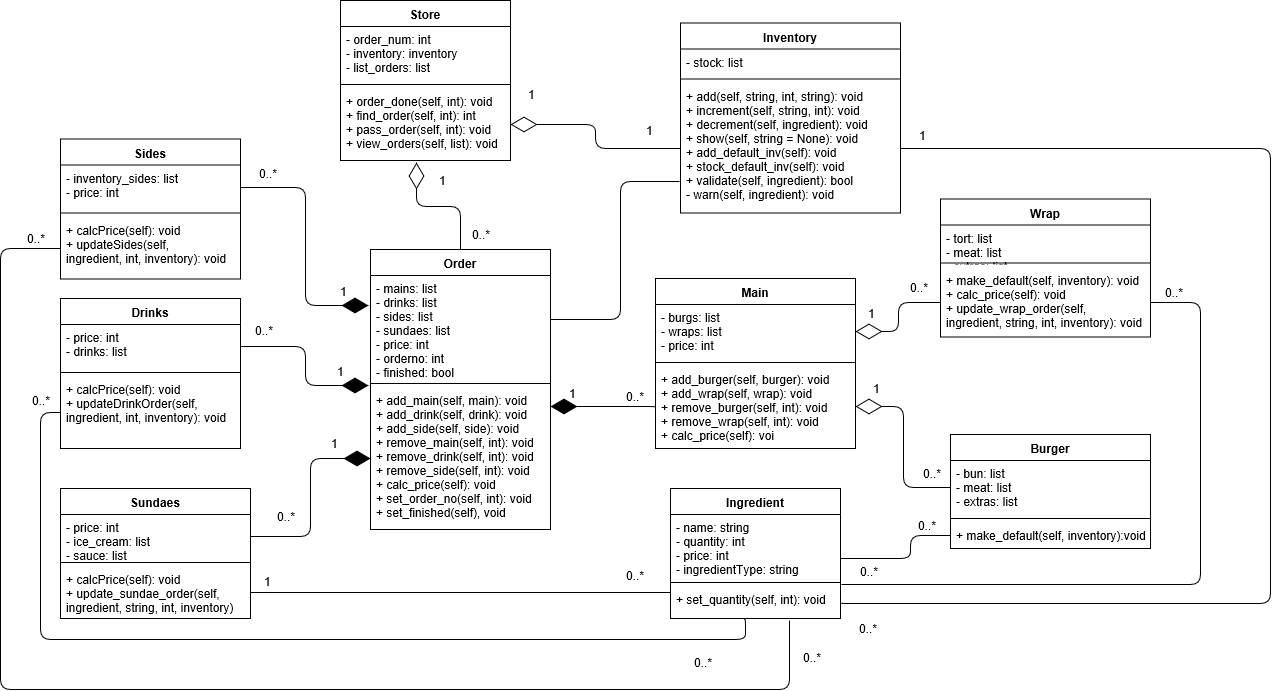 Store
- order_num: int
- inventory: inventory
- list_orders: list
+ order_done(self, int): void
+ find_order(self, int): int
+ pass_order(self, int): void
+ view_orders(self, list): void
1
1
1
0..*
Inventory
- stock: list
+ add(self, string, int, string): void
+ increment(self, string, int): void
+ decrement(self, ingredient): void
+ show(self, string = None): void
+ add_default_inv(self): void
+ stock_default_inv(self): void
+ validate(self, ingredient): bool
- warn(self, ingredient): void
1
Sides
- inventory_sides: list
- price: int
+ calcPrice(self): void
+ updateSides(self,
ingredient, int, inventory): void
0..*
0..*
1
Drinks
- price: int
- drinks: list
+ calcPrice(self): void
+ updateDrinkOrder(self,
ingredient, int, inventory): void
0..*
0..*
1
Sundaes
- price: int
- ice_cream: list
- sauce: list
+ calcPrice(self): void
+ update_sundae_order(self,
ingredient, string, int, inventory)
0..*
1
1
0..*
Order
- mains: list
- drinks: list
- sides: list
- sundaes: list
- price: int
- orderno: int
- finished: bool
+ add_main(self, main): void
+ add_drink(self, drink): void
+ add_side(self, side): void
+ remove_main(self, int): void
+ remove_drink(self, int): void
+ remove_side(self, int): void
+ calc_price(self): void
+ set_order_no(self, int): void
+ set_finished(self), void
1
0..*
Main
- burgs: list
- wraps: list
- price: int
+ add_burger(self, burger): void
+ add_wrap(self, wrap): void
+ remove_burger(self, int): void
+ remove_wrap(self, int): void
+ calc_price(self): voi
1
0..*
1
0..*
Wrap
- tort: list
- meat: list
+ make_default(self, inventory): void
+ calc_price(self): void
+ update_wrap_order(self,
ingredient, string, int, inventory): void
0..*
Burger
- bun: list
- meat: list
- extras: list
+ make_default(self, inventory):void
0..*
Ingredient
- name: string
- quantity: int
- price: int
- ingredientType: string
+ set_quantity(self, int): void
0..*
0..*
0..*
0..*